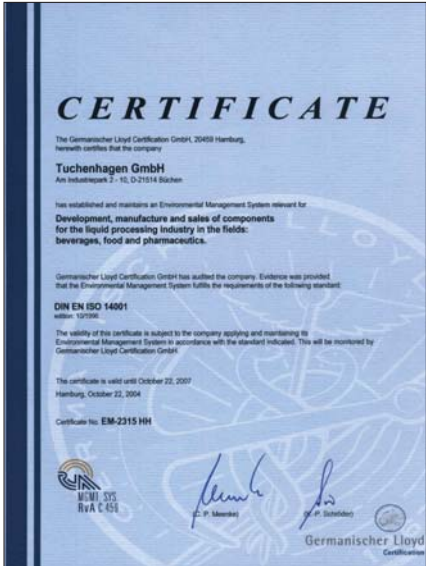 CERTIFICATE
The Germanischer Lloyd Certification GmbH, 20459 Hamburg,
herewith certifies that the company
Tuchenhagen GmbH
Am Industriepark 2 - 10, D-21514 Büchen
has established and maintains an Environmental Management System relevant for
Development, manufacture and sales of components
for the liquid processing industry in the fields:
beverages, food and pharmaceutics.
Germanischer Lloyd Certification GmbH has audited the company. Evidence was provided
that the Environmental Management System fulfills the requirements of the following standard:
DIN EN ISO 14001
edition: 10/1996
The validity of this certificate is subject to the company applying and maintaining its
Environmental Management System in accordance with the standard indicated. This will be monitored by
Germanischer Lloyd Certification GmbH.
The certificate is valid until October 22, 2007
Hamburg, October 22, 2004
Certificate No. EM-2315 HH
RvA
MGMT. SYS.
RvA C 456
(C. P. Meenke)
P. Schröder)
Germanischer Lloyd
Certification